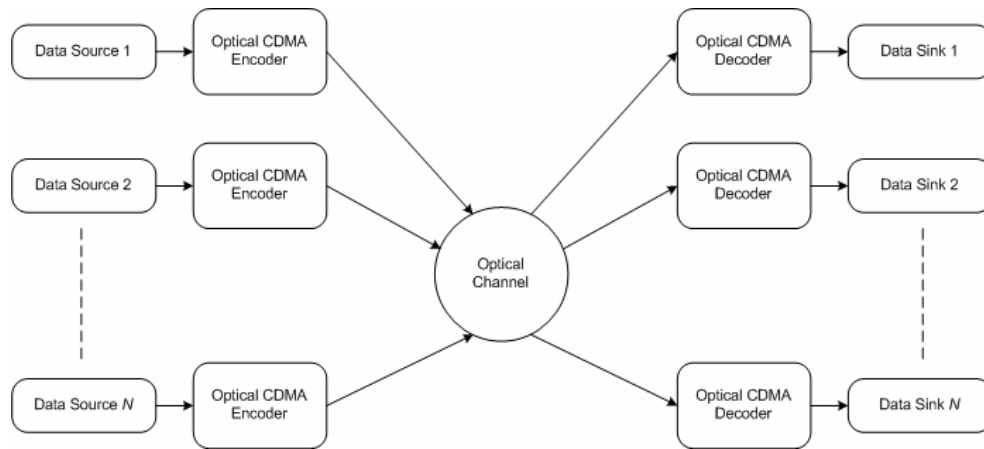 Data Source 1
Optical CDMA
Encoder
Optical CDMA
Decoder
Data Sink 1
Data Source 2
Optical CDMA
Encoder
Optical CDMA
Decoder
Data Sink 2
Optical
Channel
Data Source N
Optical CDMA
Encoder
Optical CDMA
Decoder
Data Sink N